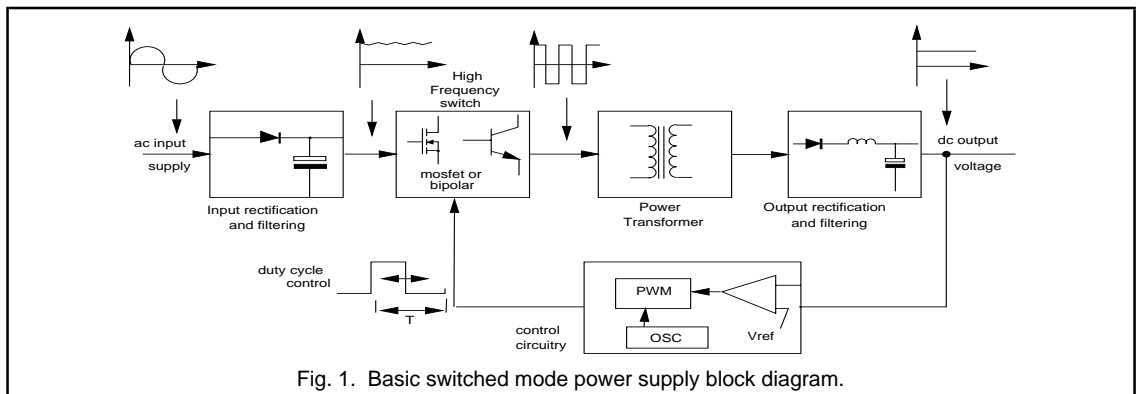 High
Frequency
switch
ac input
supply
mosfet or
bipolar
dc output
voltage
Input rectification
and filtering
Power
Transformer
Output rectification
and filtering
duty cycle
control
T
PWM
OSC
Vref
control
circuitry
Fig. 1. Basic switched mode power supply block diagram.